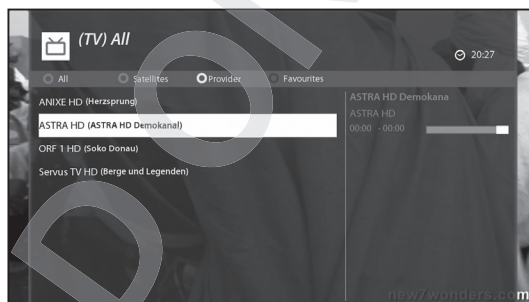 (TV) All
20:27
All Satellites Provider Favourites
ANIXE HD (Herzsprung)
ASTRA HD (ASTRA HD Demokanal)
ORF 1 HD (Soko Donau)
Servus TV HD (Berge und Legenden)
ASTRA HD Demokana
ASTRA HD
00:00 - 00:00
new7wonders.com